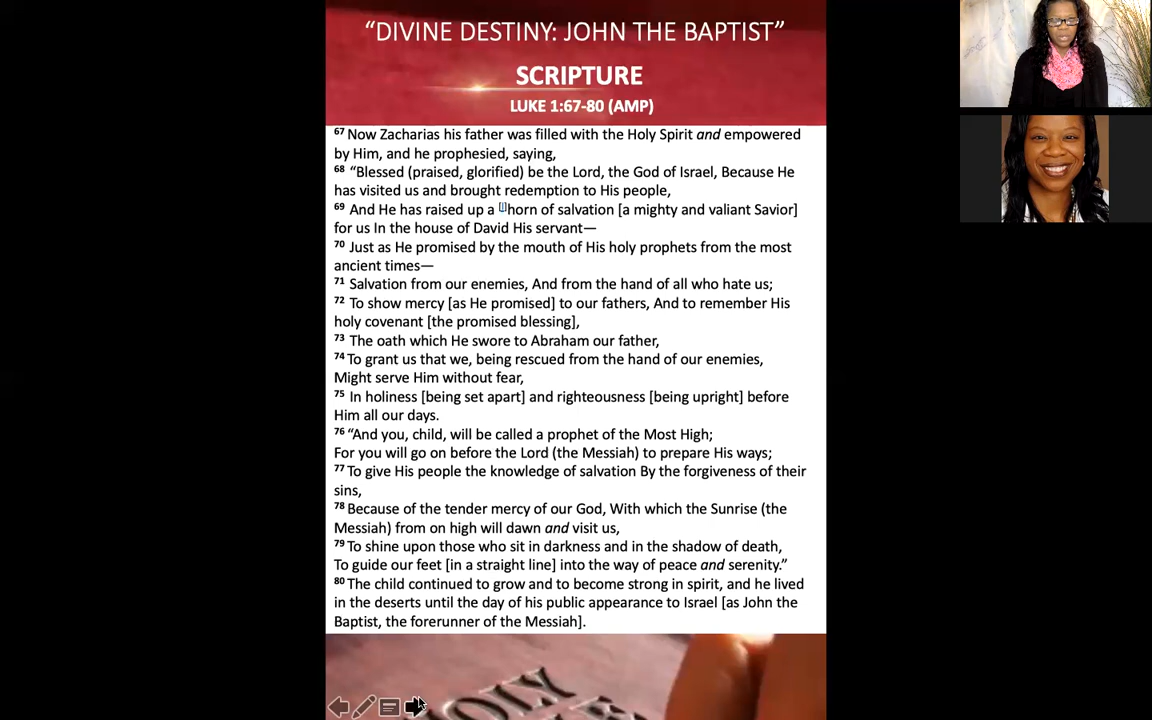 “DIVINE DESTINY: JOHN THE BAPTIST”
SCRIPTURE
LUKE 1:67-80 (AMP)
67 Now Zacharias his father was filled with the Holy Spirit and empowered
by Him, and he prophesied, saying,
68 “Blessed (praised, glorified) be the Lord, the God of Israel, Because He
has visited us and brought redemption to His people,
69 And He has raised up a [j]horn of salvation [a mighty and valiant Savior]
for us In the house of David His servant—
70 Just as He promised by the mouth of His holy prophets from the most
ancient times—
71 Salvation from our enemies, And from the hand of all who hate us;
72 To show mercy [as He promised] to our fathers, And to remember His
holy covenant [the promised blessing],
73 The oath which He swore to Abraham our father,
74 To grant us that we, being rescued from the hand of our enemies,
Might serve Him without fear,
75 In holiness [being set apart] and righteousness [being upright] before
Him all our days.
76 “And you, child, will be called a prophet of the Most High;
For you will go on before the Lord (the Messiah) to prepare His ways;
77 To give His people the knowledge of salvation By the forgiveness of their
sins,
78 Because of the tender mercy of our God, With which the Sunrise (the
Messiah) from on high will dawn and visit us,
79 To shine upon those who sit in darkness and in the shadow of death,
To guide our feet [in a straight line] into the way of peace and serenity.”
80 The child continued to grow and to become strong in spirit, and he lived
in the deserts until the day of his public appearance to Israel [as John the
Baptist, the forerunner of the Messiah].
HOLY